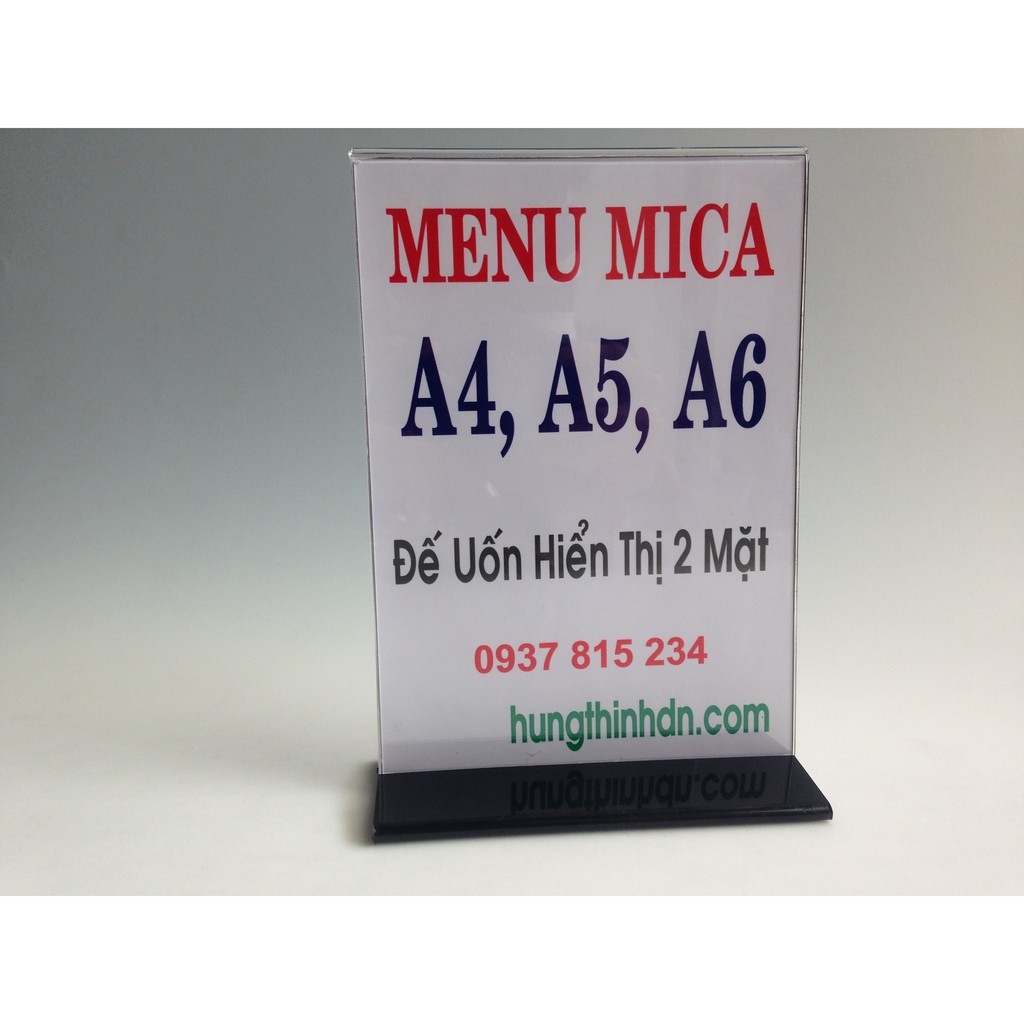 MENU MICA
A4, A5, A6
Đế Uốn Hiển Thị 2 Mặt
0937 815 234
hungthinhdn.com